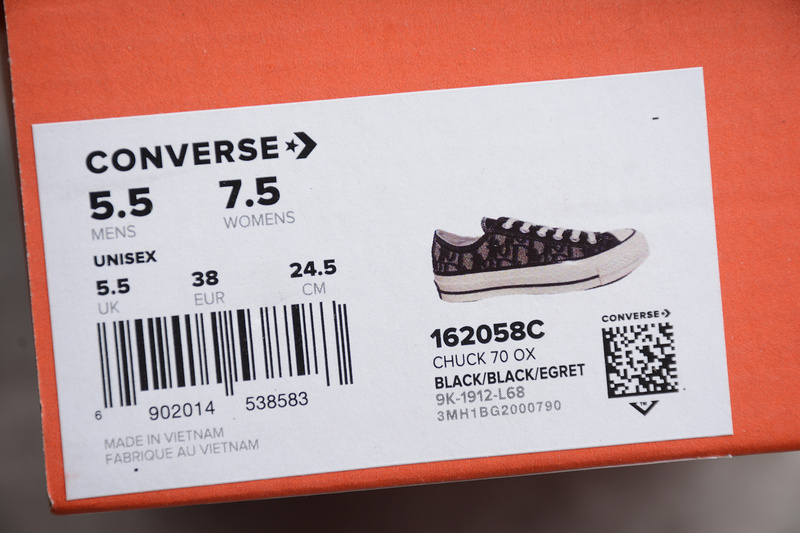 CONVERSE
5.5 7.5
MENS WOMENS
UNISEX
5.5 38 24.5
UK EUR CM
6 902014 538583
MADE IN VIETNAM
FABRIQUE AU VIETNAM
162058C
CHUCK 70 OX
BLACK/BLACK/EGRET
9K-1912-L68
3MH1BG2000790
CONVERSE